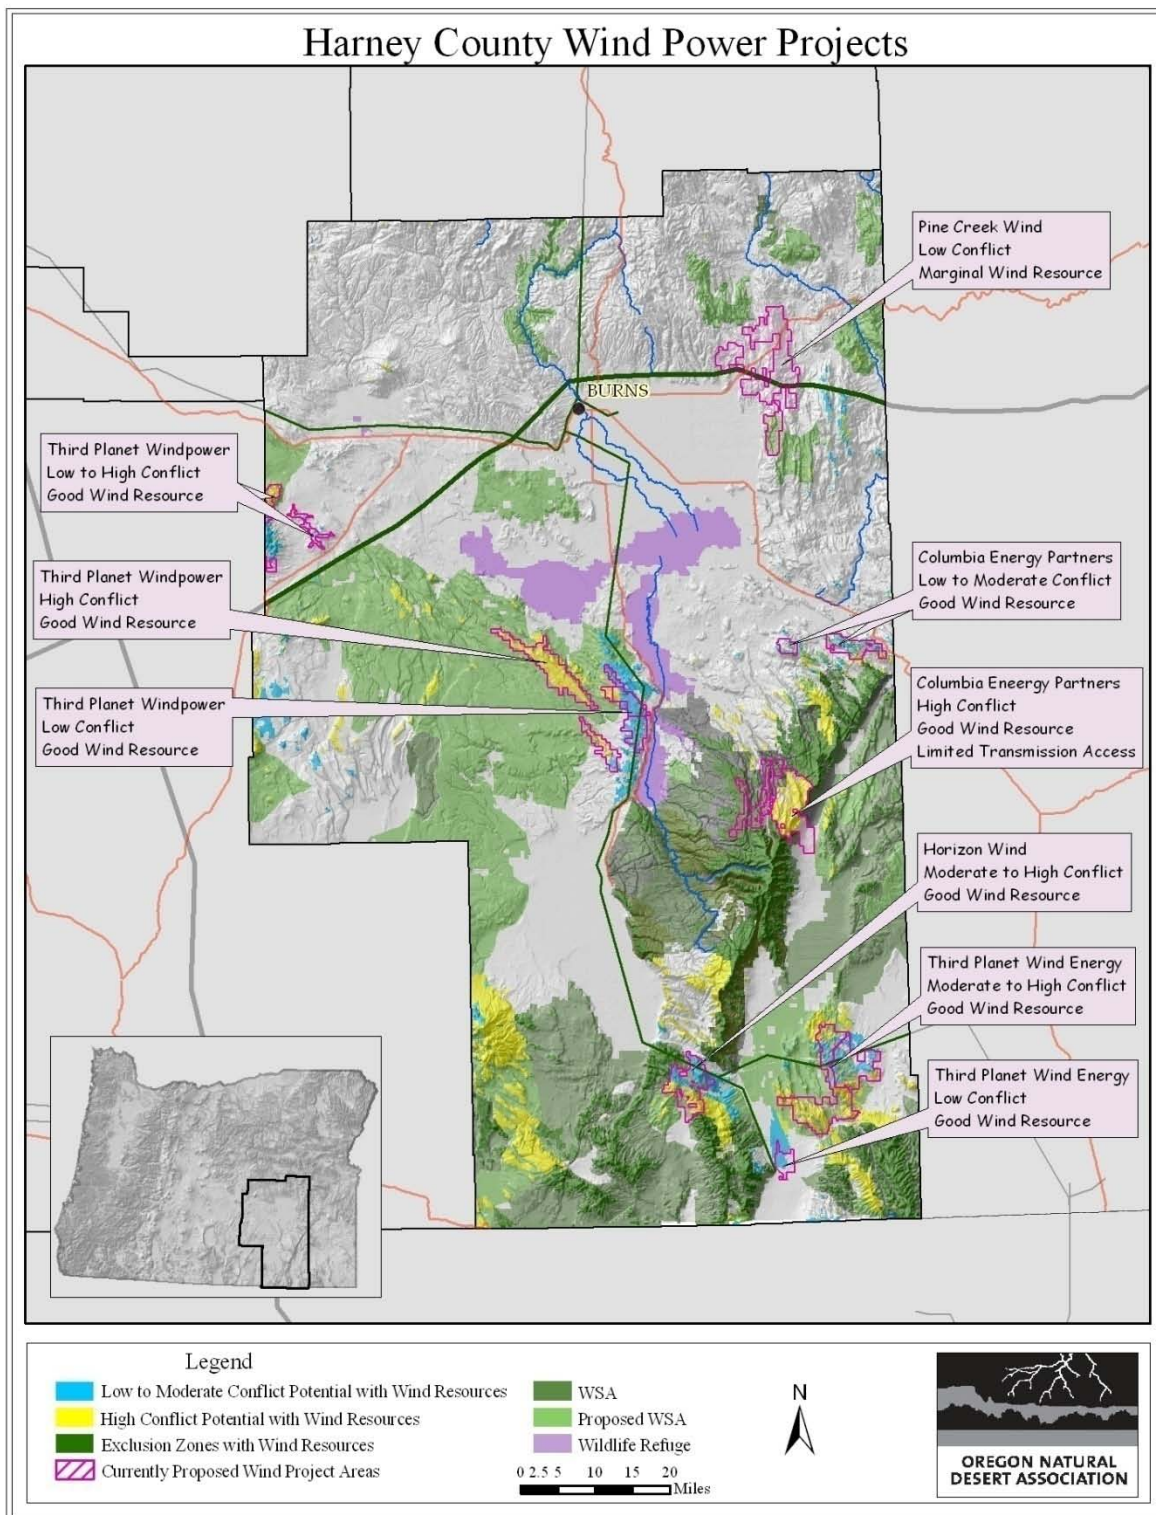 Harney County Wind Power Projects
Pine Creek Wind
Low Conflict
Marginal Wind Resource
BURNS
Third Planet Windpower
Low to High Conflict
Good Wind Resource
Third Planet Windpower
High Conflict
Good Wind Resource
Columbia Energy Partners
Low to Moderate Conflict
Good Wind Resource
Third Planet Windpower
Low Conflict
Good Wind Resource
Columbia Eneergy Partners
High Conflict
Good Wind Resource
Limited Transmission Access
Horizon Wind
Moderate to High Conflict
Good Wind Resource
Third Planet Wind Energy
Moderate to High Conflict
Good Wind Resource
Third Planet Wind Energy
Low Conflict
Good Wind Resource
Legend
Low to Moderate Conflict Potential with Wind Resources
High Conflict Potential with Wind Resources
Exclusion Zones with Wind Resources
Currently Proposed Wind Project Areas
WSA
Proposed WSA
Wildlife Refuge
0 2.5 5 10 15 20
Miles
N
OREGON NATURAL
DESERT ASSOCIATION